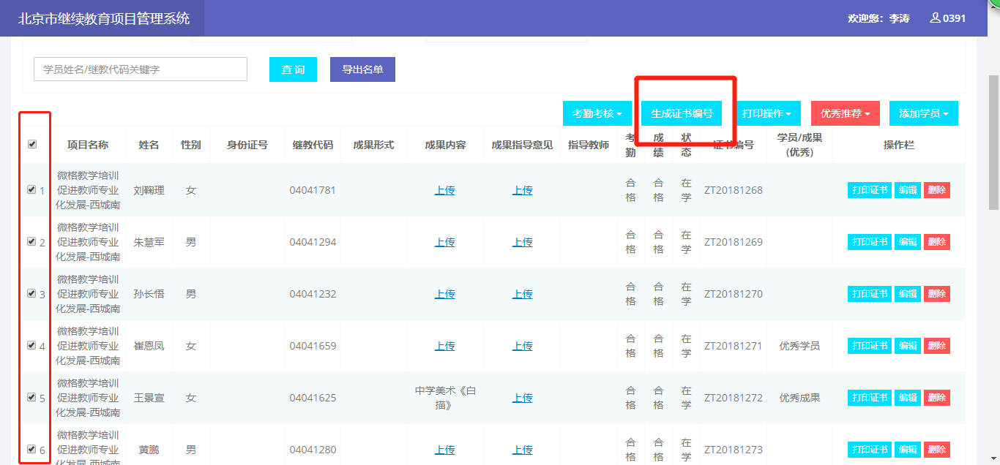 北京市继续教育项目管理系统
欢迎您：李涛 0391
学员姓名/继教代码关键字 查 询 导出名单
考勤考核 生成证书编号 打印操作 优秀推荐 添加学员
项目名称 姓名 性别 身份证号 继教代码 成果形式 成果内容 成果指导意见 指导教师 考勤 成绩 状态 证书编号 学员/成果(优秀) 操作栏
1 微格教学培训促进教师专业化发展-西城南 刘鞠理 女 04041781 上传 上传 合格 合格 在学 ZT20181268 打印证书 编辑 删除
2 微格教学培训促进教师专业化发展-西城南 朱慧军 男 04041294 上传 上传 合格 合格 在学 ZT20181269 打印证书 编辑 删除
3 微格教学培训促进教师专业化发展-西城南 孙长悟 男 04041232 上传 上传 合格 合格 在学 ZT20181270 打印证书 编辑 删除
4 微格教学培训促进教师专业化发展-西城南 崔恩凤 女 04041659 上传 上传 合格 合格 在学 ZT20181271 优秀学员 打印证书 编辑 删除
5 微格教学培训促进教师专业化发展-西城南 王景宣 女 04041625 中学美术《白描》 上传 合格 合格 在学 ZT20181272 优秀成果 打印证书 编辑 删除
6 微格教学培训促进教师专业化发展-西城南 黄鹏 男 04041280 上传 上传 合格 合格 在学 ZT20181273 打印证书 编辑 删除